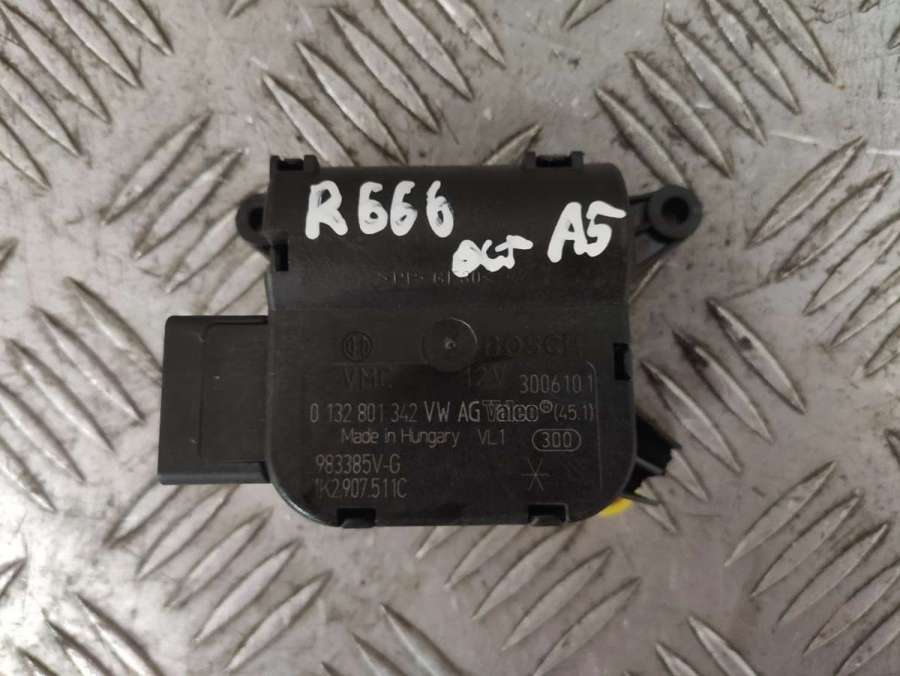 R666 OCT A5
BOSCH
12V 3006101
0 132 801 342 VW AG Valeo® (45.1)
Made in Hungary VL1 300
983385V-G
1K2.907.511C